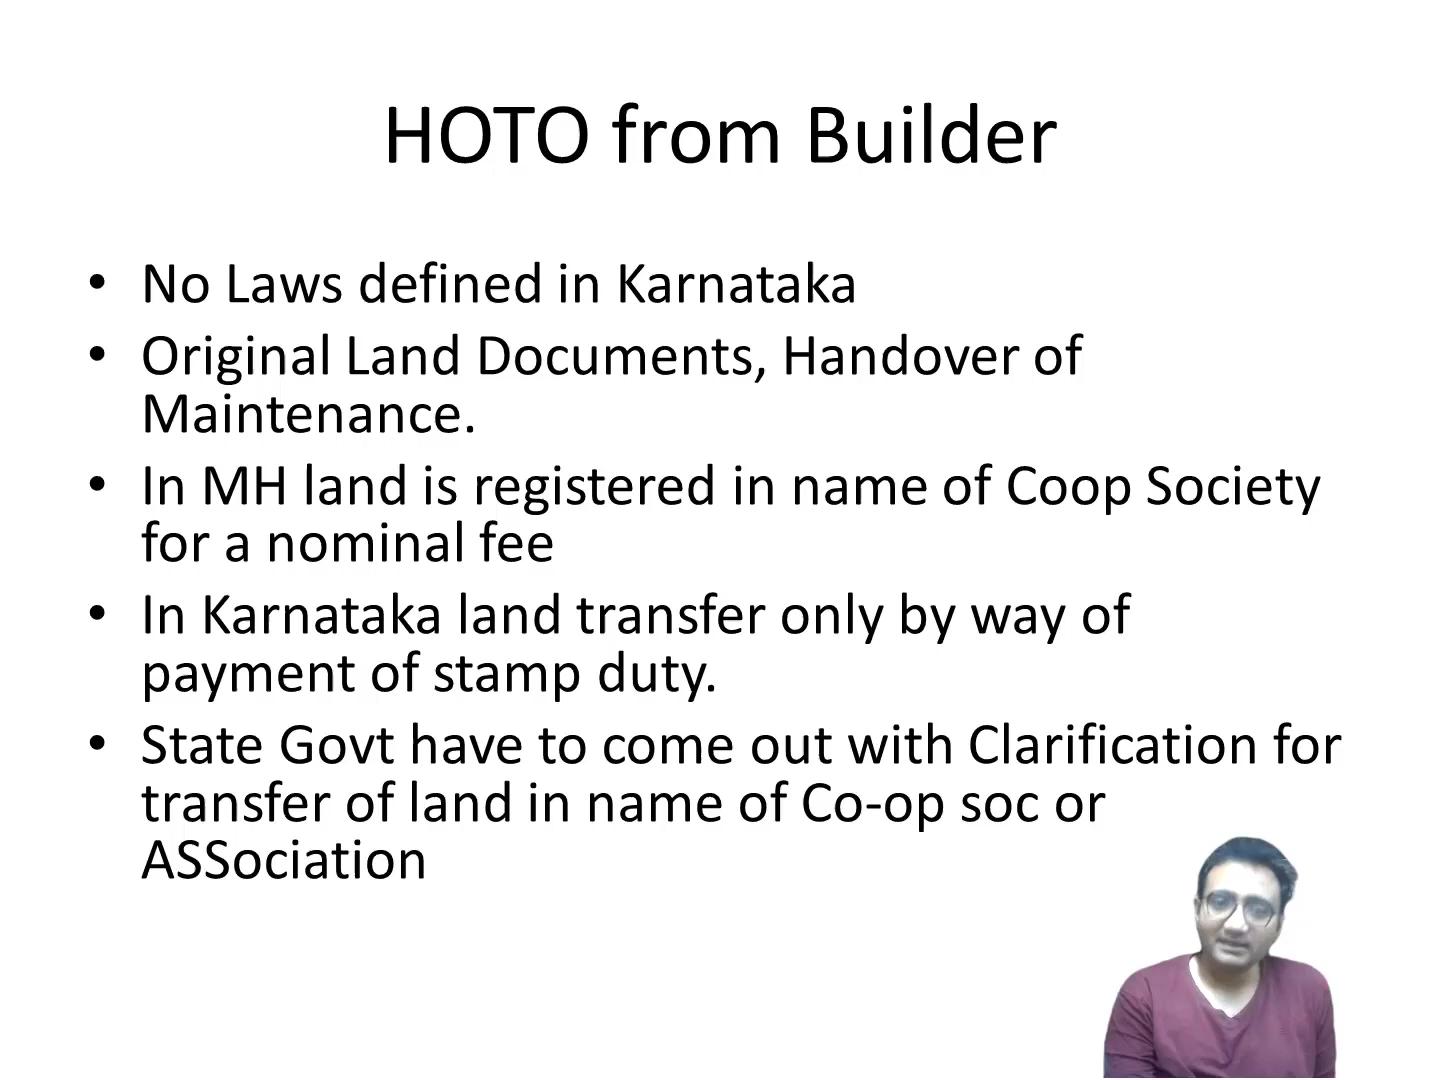 HOTO from Builder
• No Laws defined in Karnataka
• Original Land Documents, Handover of
Maintenance.
• In MH land is registered in name of Coop Society
for a nominal fee
• In Karnataka land transfer only by way of
payment of stamp duty.
• State Govt have to come out with Clarification for
transfer of land in name of Co-op soc or
ASSociation